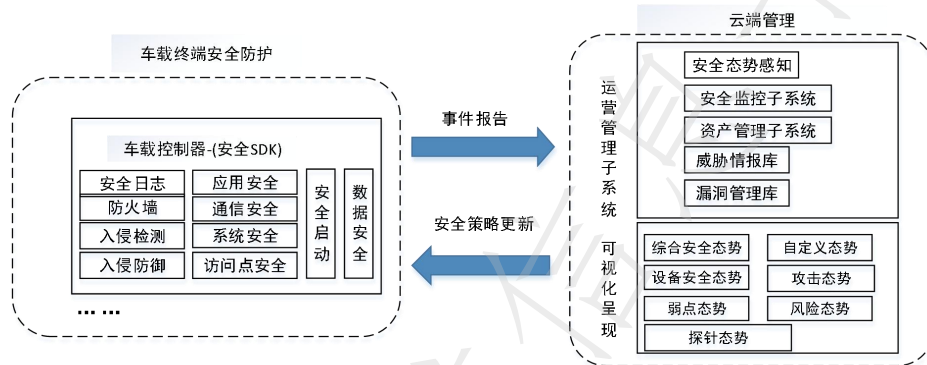 车载终端安全防护
车载控制器-(安全SDK)
安全日志
防火墙
入侵检测
入侵防御
应用安全
通信安全
系统安全
访问点安全
安全启动
数据安全
... ...
事件报告
安全策略更新
云端管理
运营管理子系统
安全态势感知
安全监控子系统
资产管理子系统
威胁情报库
漏洞管理库
可视化呈现
综合安全态势
自定义态势
设备安全态势
攻击态势
弱点态势
风险态势
探针态势